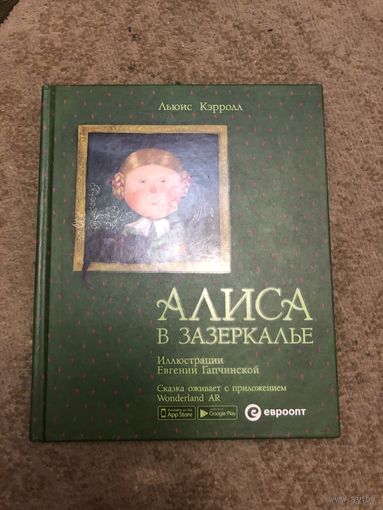 Льюис Кэрролл
АЛИСА
В ЗАЗЕРКАЛЬЕ
Иллюстрации
Евгении Гапчинской
Сказка оживает с приложением
Wonderland AR
App Store
Google Play
евроопт